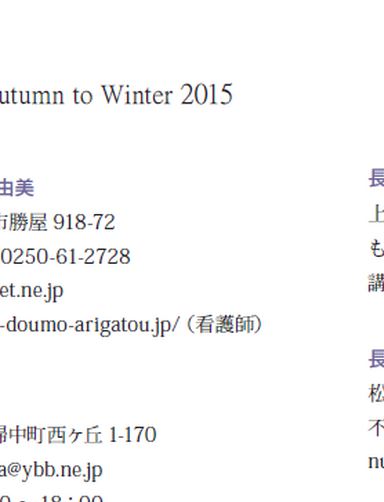 utumn to Winter 2015
由美
市勝屋 918-72
0250-61-2728
et.ne.jp
-doumo-arigatou.jp/（看護師）
婦中町西ヶ丘 1-170
a@ybb.ne.jp
長
上
も
講
長
松
不
nu